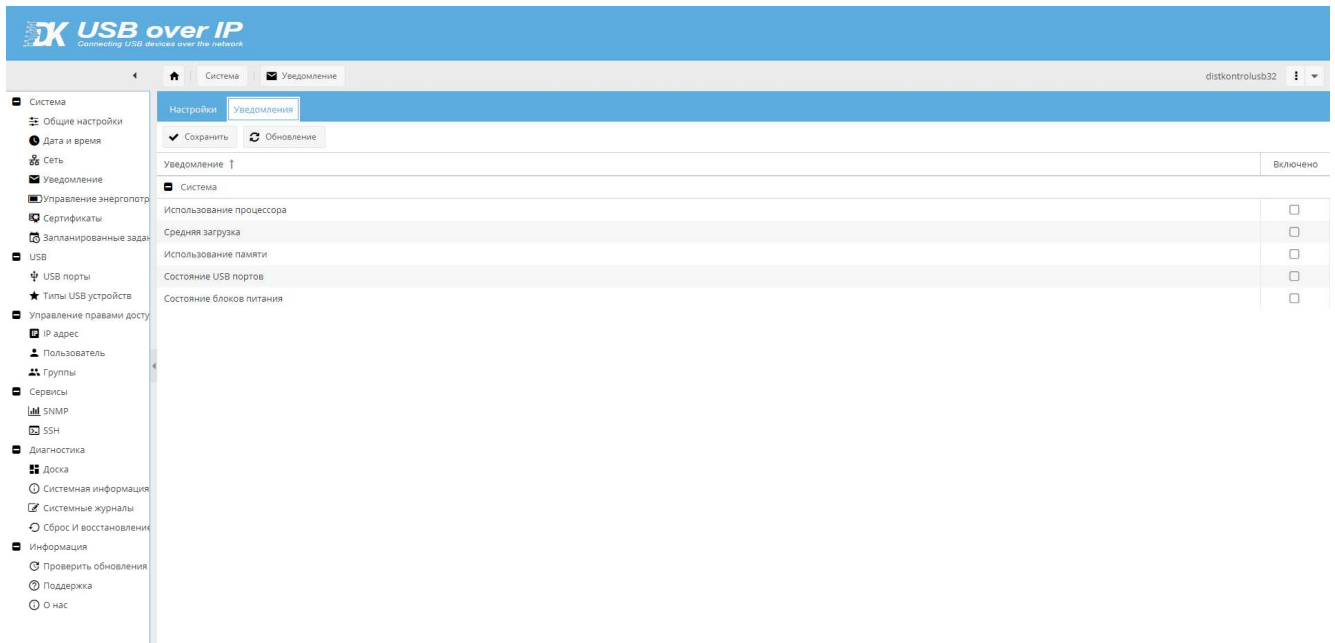 DK USB over IP
Connecting USB devices over the network
Система
Уведомление
distkontrolusb32
Система
Общие настройки
Дата и время
Сеть
Уведомление
Управление энергопотр
Сертификаты
Запланированные задан
USB
USB порты
Типы USB устройств
Управление правами досту
IP адрес
Пользователь
Группы
Сервисы
SNMP
SSH
Диагностика
Доска
Системная информация
Системные журналы
Сброс И восстановление
Информация
Проверить обновления
Поддержка
О нас
Настройки
Уведомления
Сохранить
Обновление
Уведомление ↑
Включено
Система
Использование процессора
Средняя загрузка
Использование памяти
Состояние USB портов
Состояние блоков питания